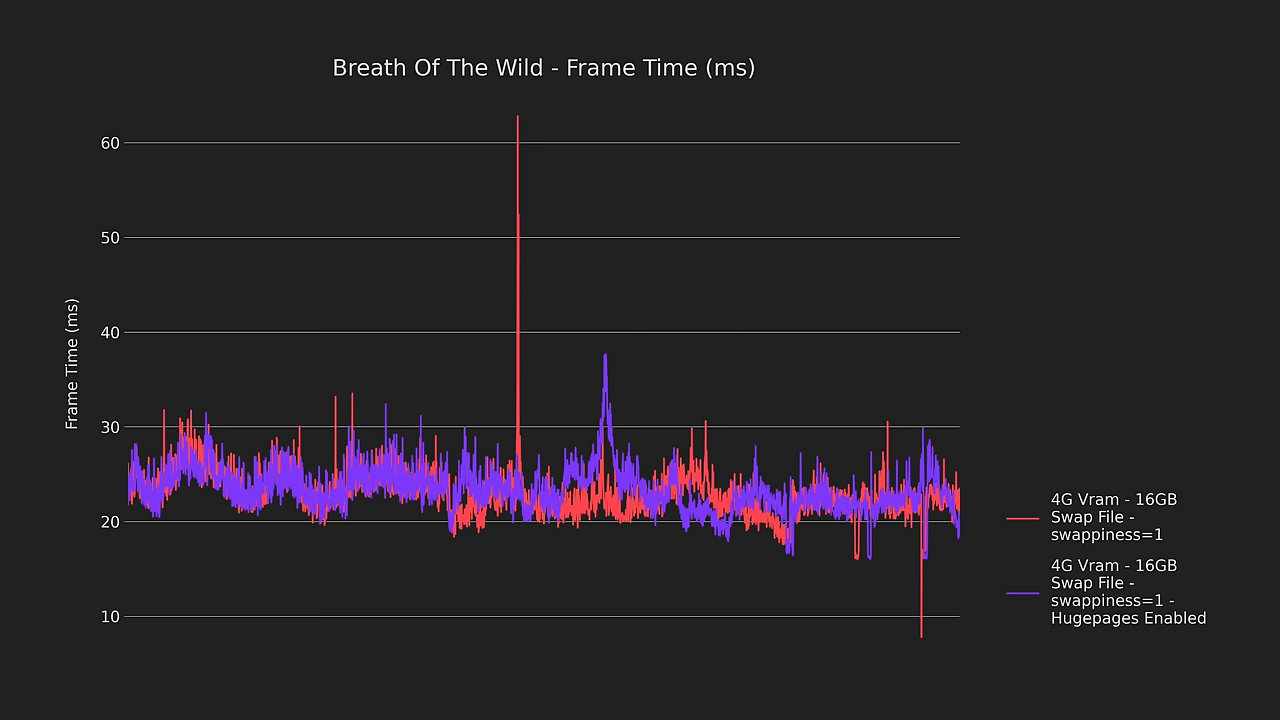 Breath Of The Wild - Frame Time (ms)
60
50
40
30
20
10
Frame Time (ms)
4G Vram - 16GB
Swap File -
swappiness=1
4G Vram - 16GB
Swap File -
swappiness=1 -
Hugepages Enabled